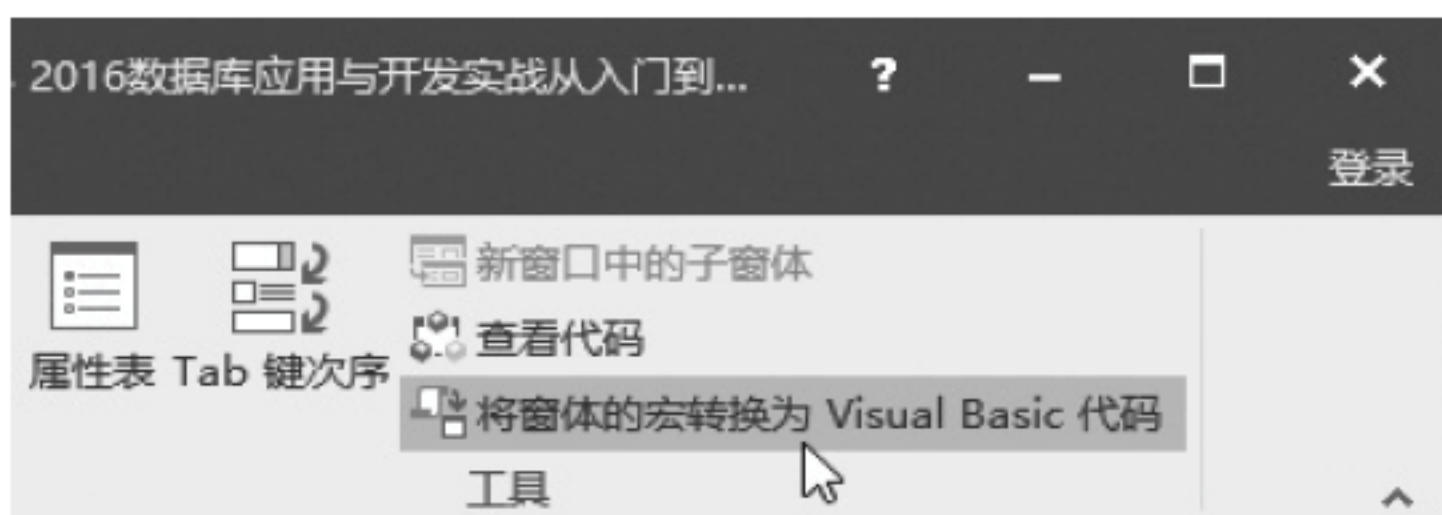 2016数据库应用与开发实战从入门到...
登录
新窗口中的子窗体
查看代码
属性表 Tab 键次序
将窗体的宏转换为 Visual Basic 代码
工具